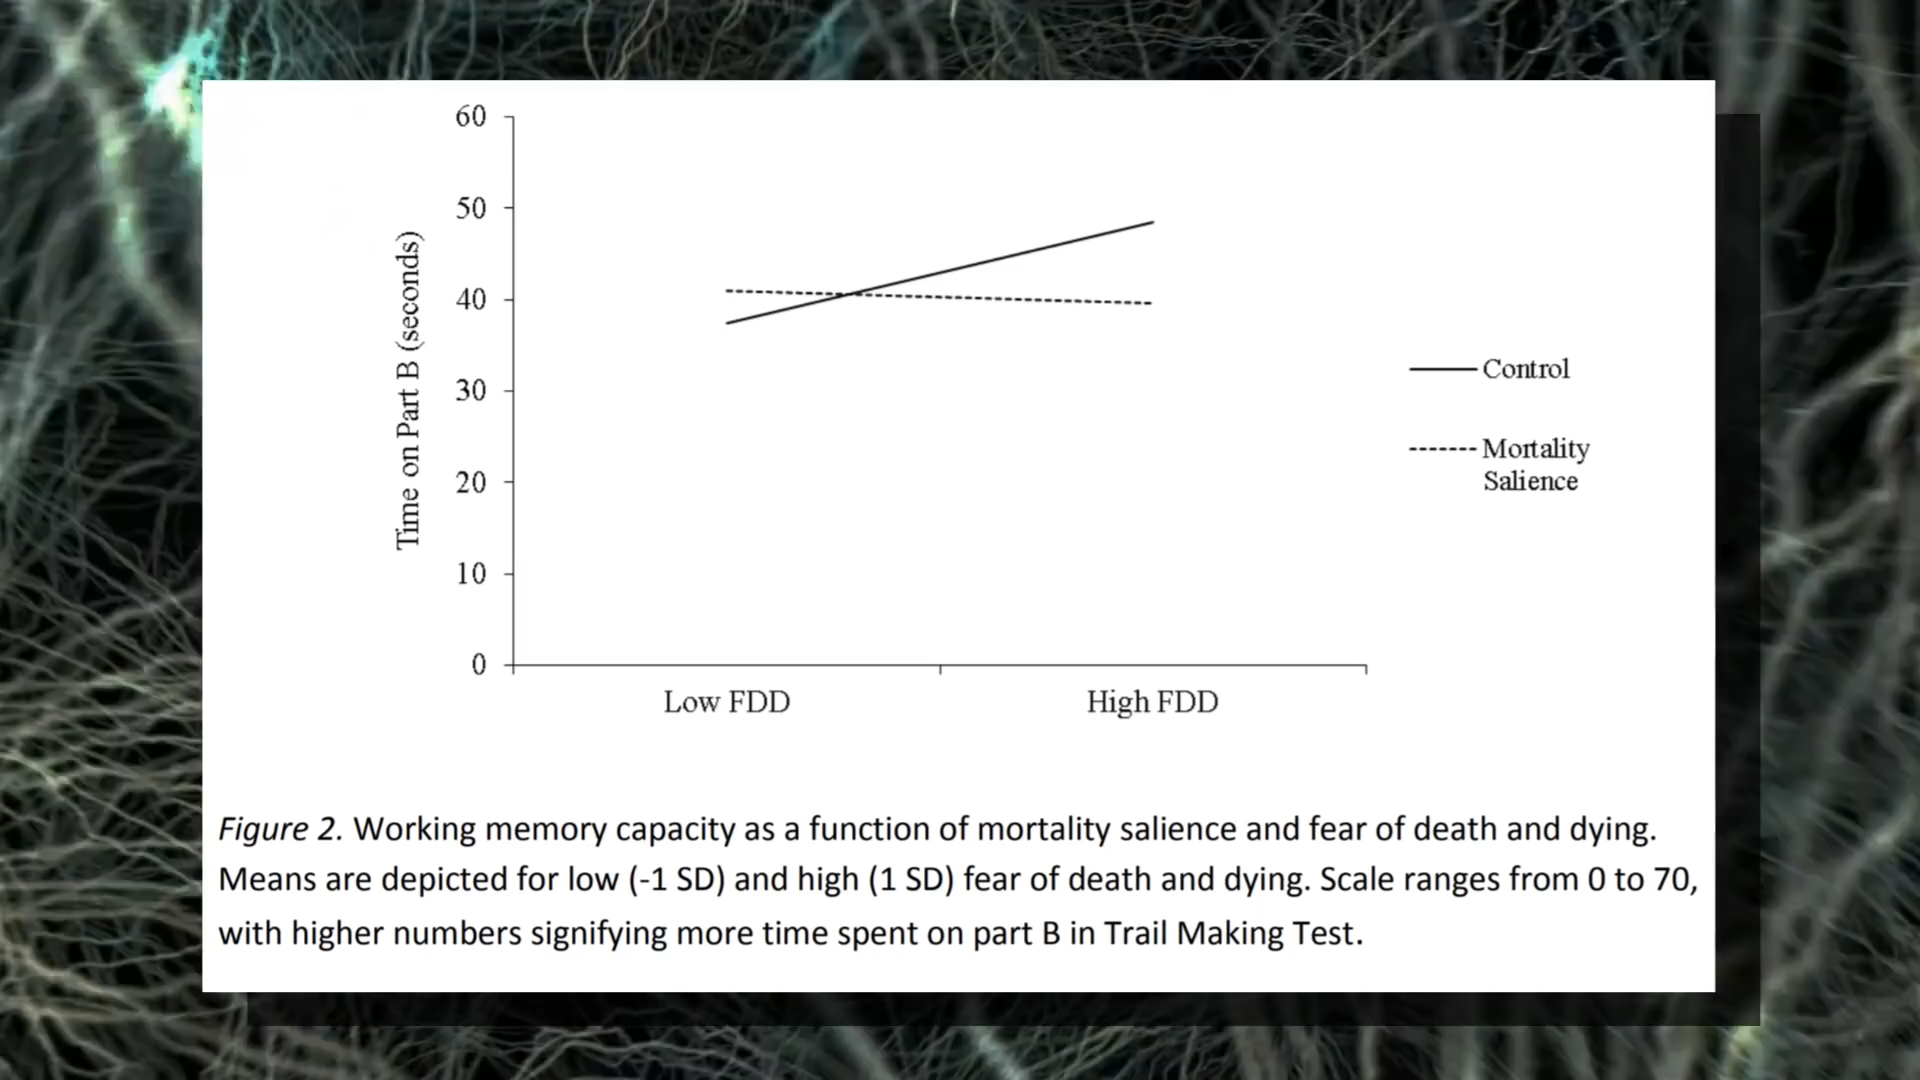 60
50
40
30
20
10
0
Time on Part B (seconds)
Low FDD
High FDD
Control
Mortality
Salience
Figure 2. Working memory capacity as a function of mortality salience and fear of death and dying.
Means are depicted for low (-1 SD) and high (1 SD) fear of death and dying. Scale ranges from 0 to 70,
with higher numbers signifying more time spent on part B in Trail Making Test.